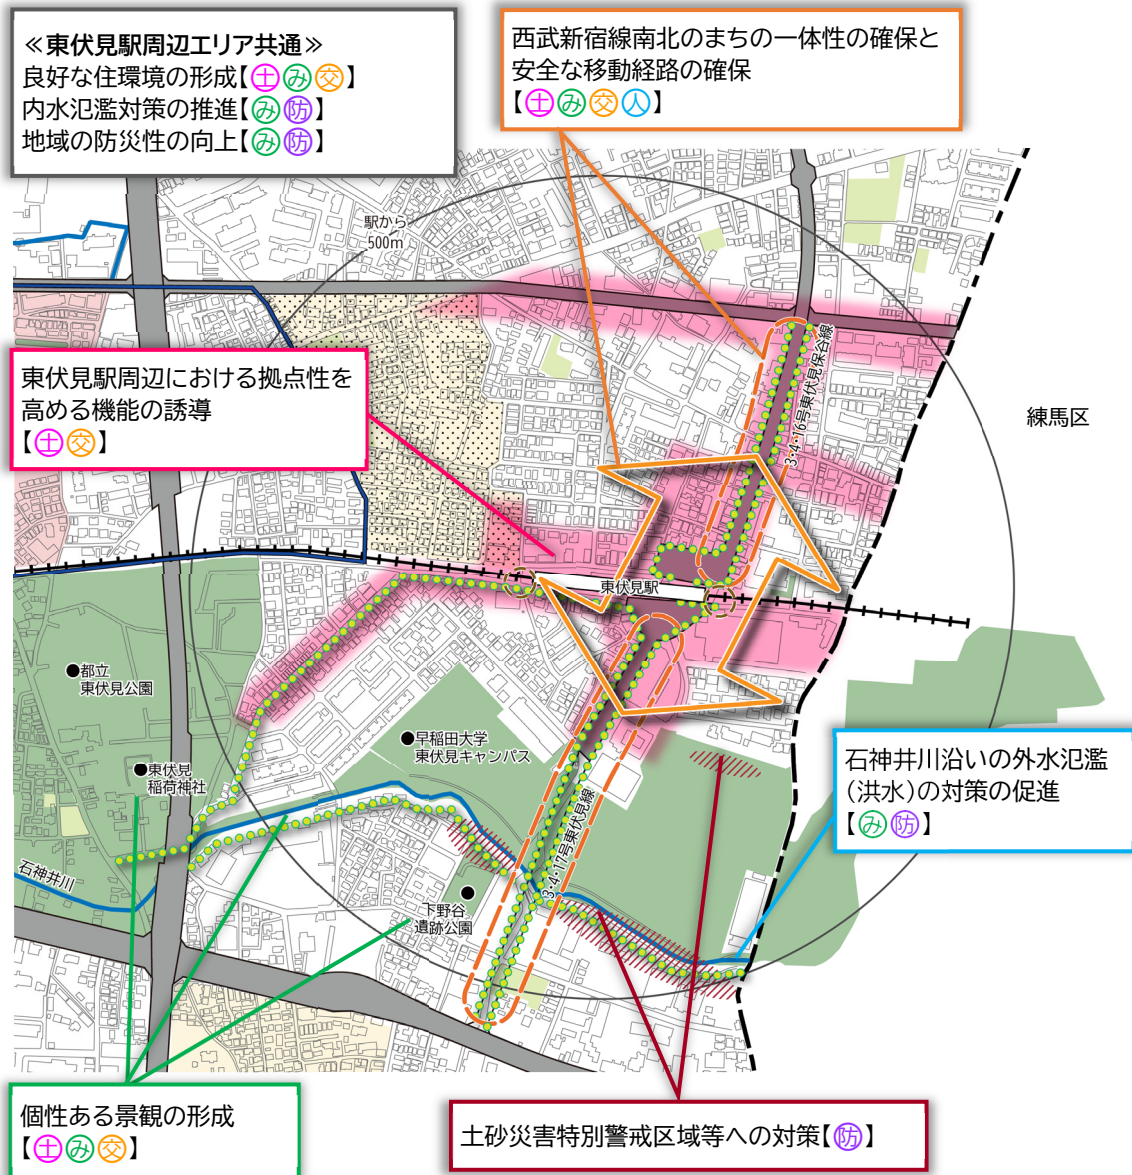 ≪東伏見駅周辺エリア共通≫
良好な住環境の形成【土み交】
内水氾濫対策の推進【み防】
地域の防災性の向上【み防】
西武新宿線南北のまちの一体性の確保と
安全な移動経路の確保
【土み交人】
駅から
500m
東伏見駅周辺における拠点性を
高める機能の誘導
【土交】
3・4・16号東伏見保谷線
練馬区
東伏見駅
●都立
東伏見公園
●早稲田大学
東伏見キャンパス
●東伏見
稲荷神社
石神井川沿いの外水氾濫
(洪水)の対策の促進
【み防】
3・4・17号東伏見線
石神井川
●
下野谷
遺跡公園
個性ある景観の形成
【土み交】
土砂災害特別警戒区域等への対策【防】